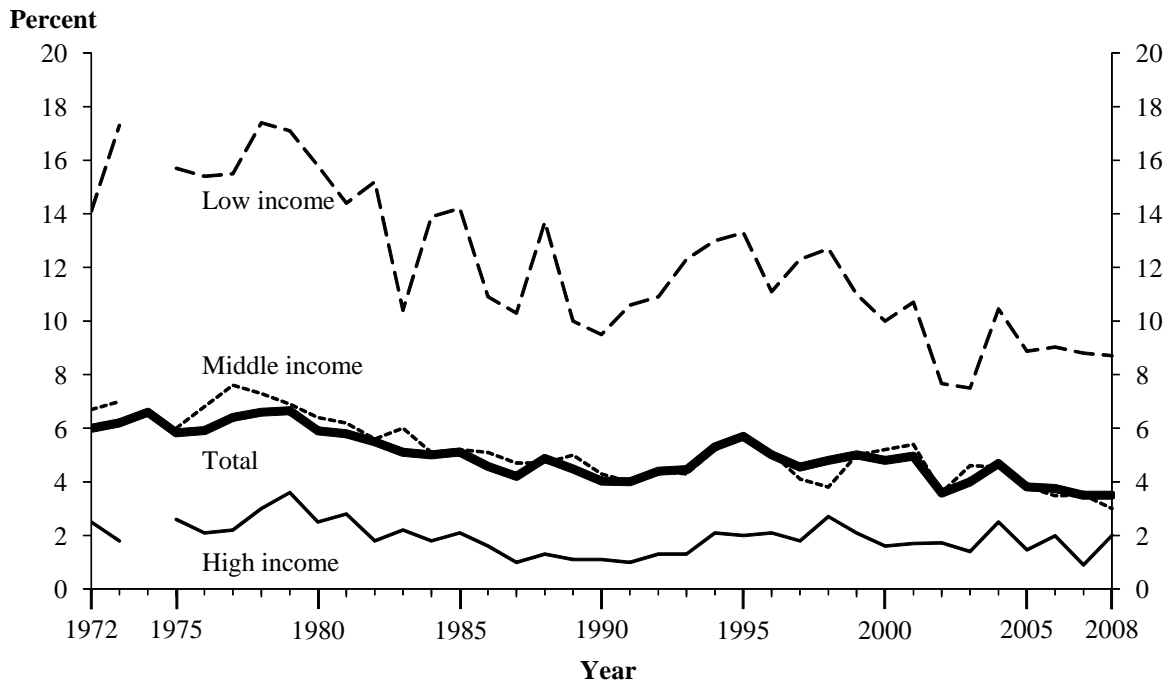 Percent
20 20
18 18
16 16
Low income
14 14
12 12
10 10
8 8
Middle income
6 6
Total
4 4
2 2
High income
0 0
1972 1975 1980 1985 1990 1995 2000 2005 2008
Year